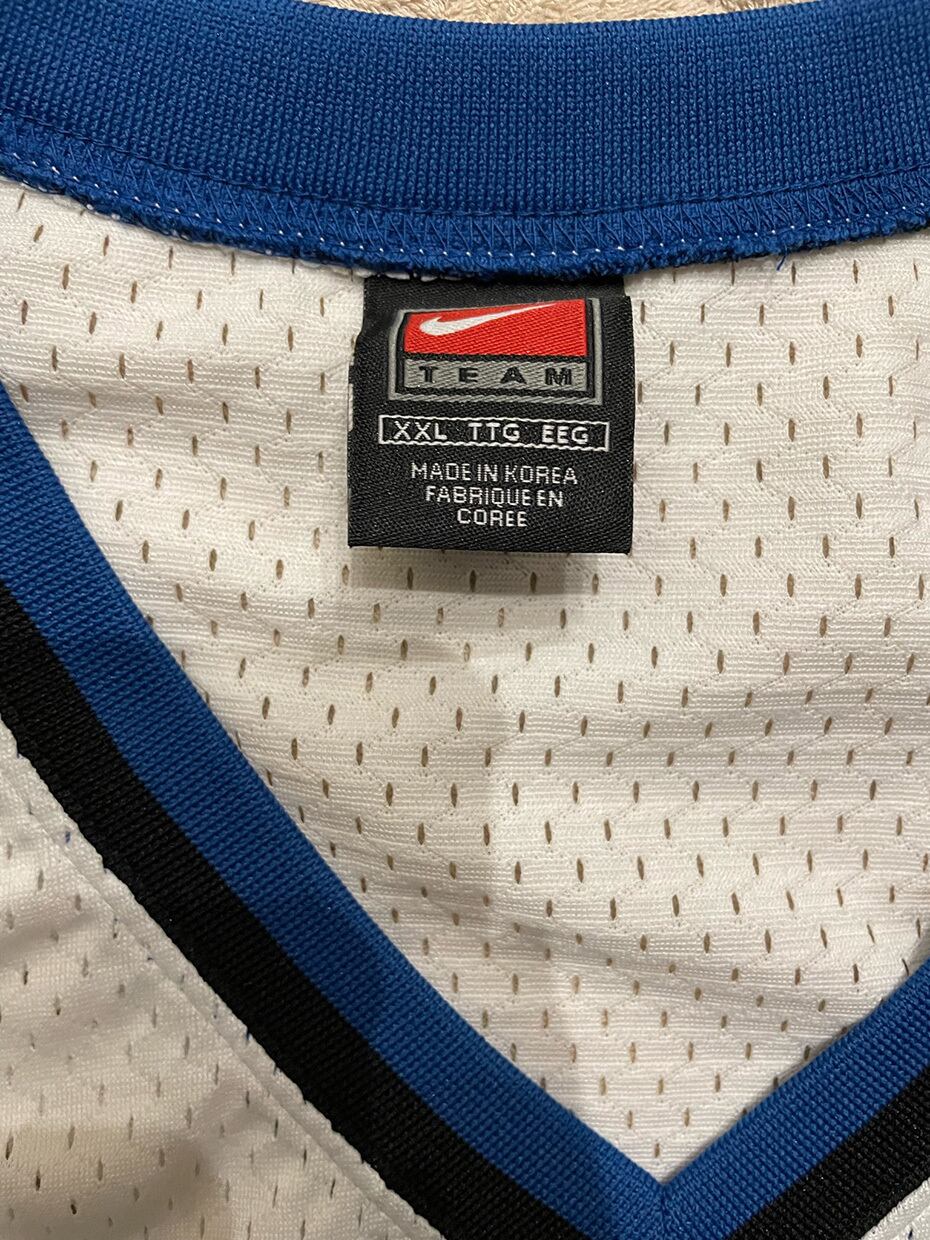 TEAM
XXL TTG EEG
MADE IN KOREA
FABRIQUE EN
COREE